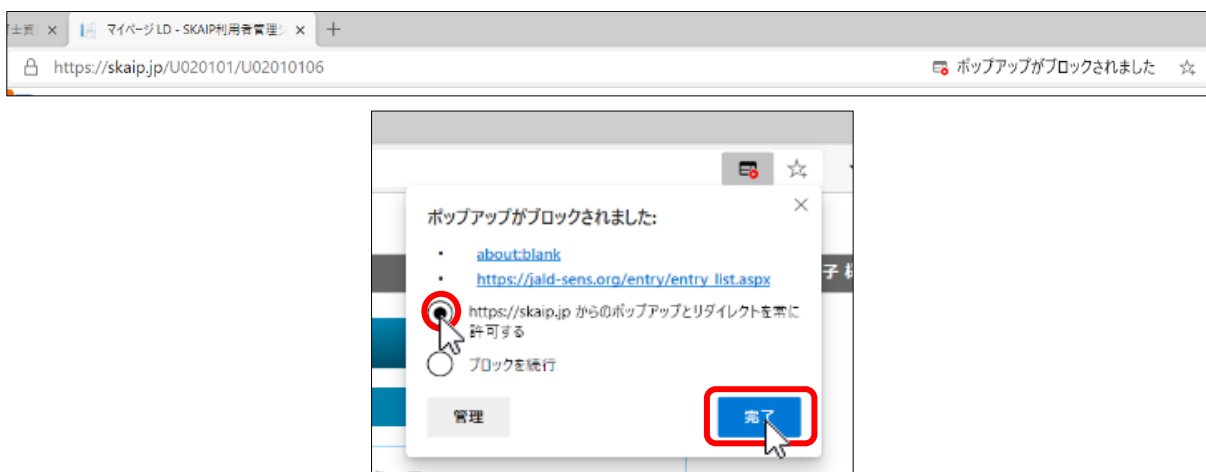 マイページ LD - SKAIP利用者管理
https://skaip.jp/U020101/U02010106
ポップアップがブロックされました
ポップアップがブロックされました:
about:blank
https://jald-sens.org/entry/entry_list.aspx
子様
https://skaip.jp からのポップアップとリダイレクトを常に
許可する
ブロックを続行
管理
完了